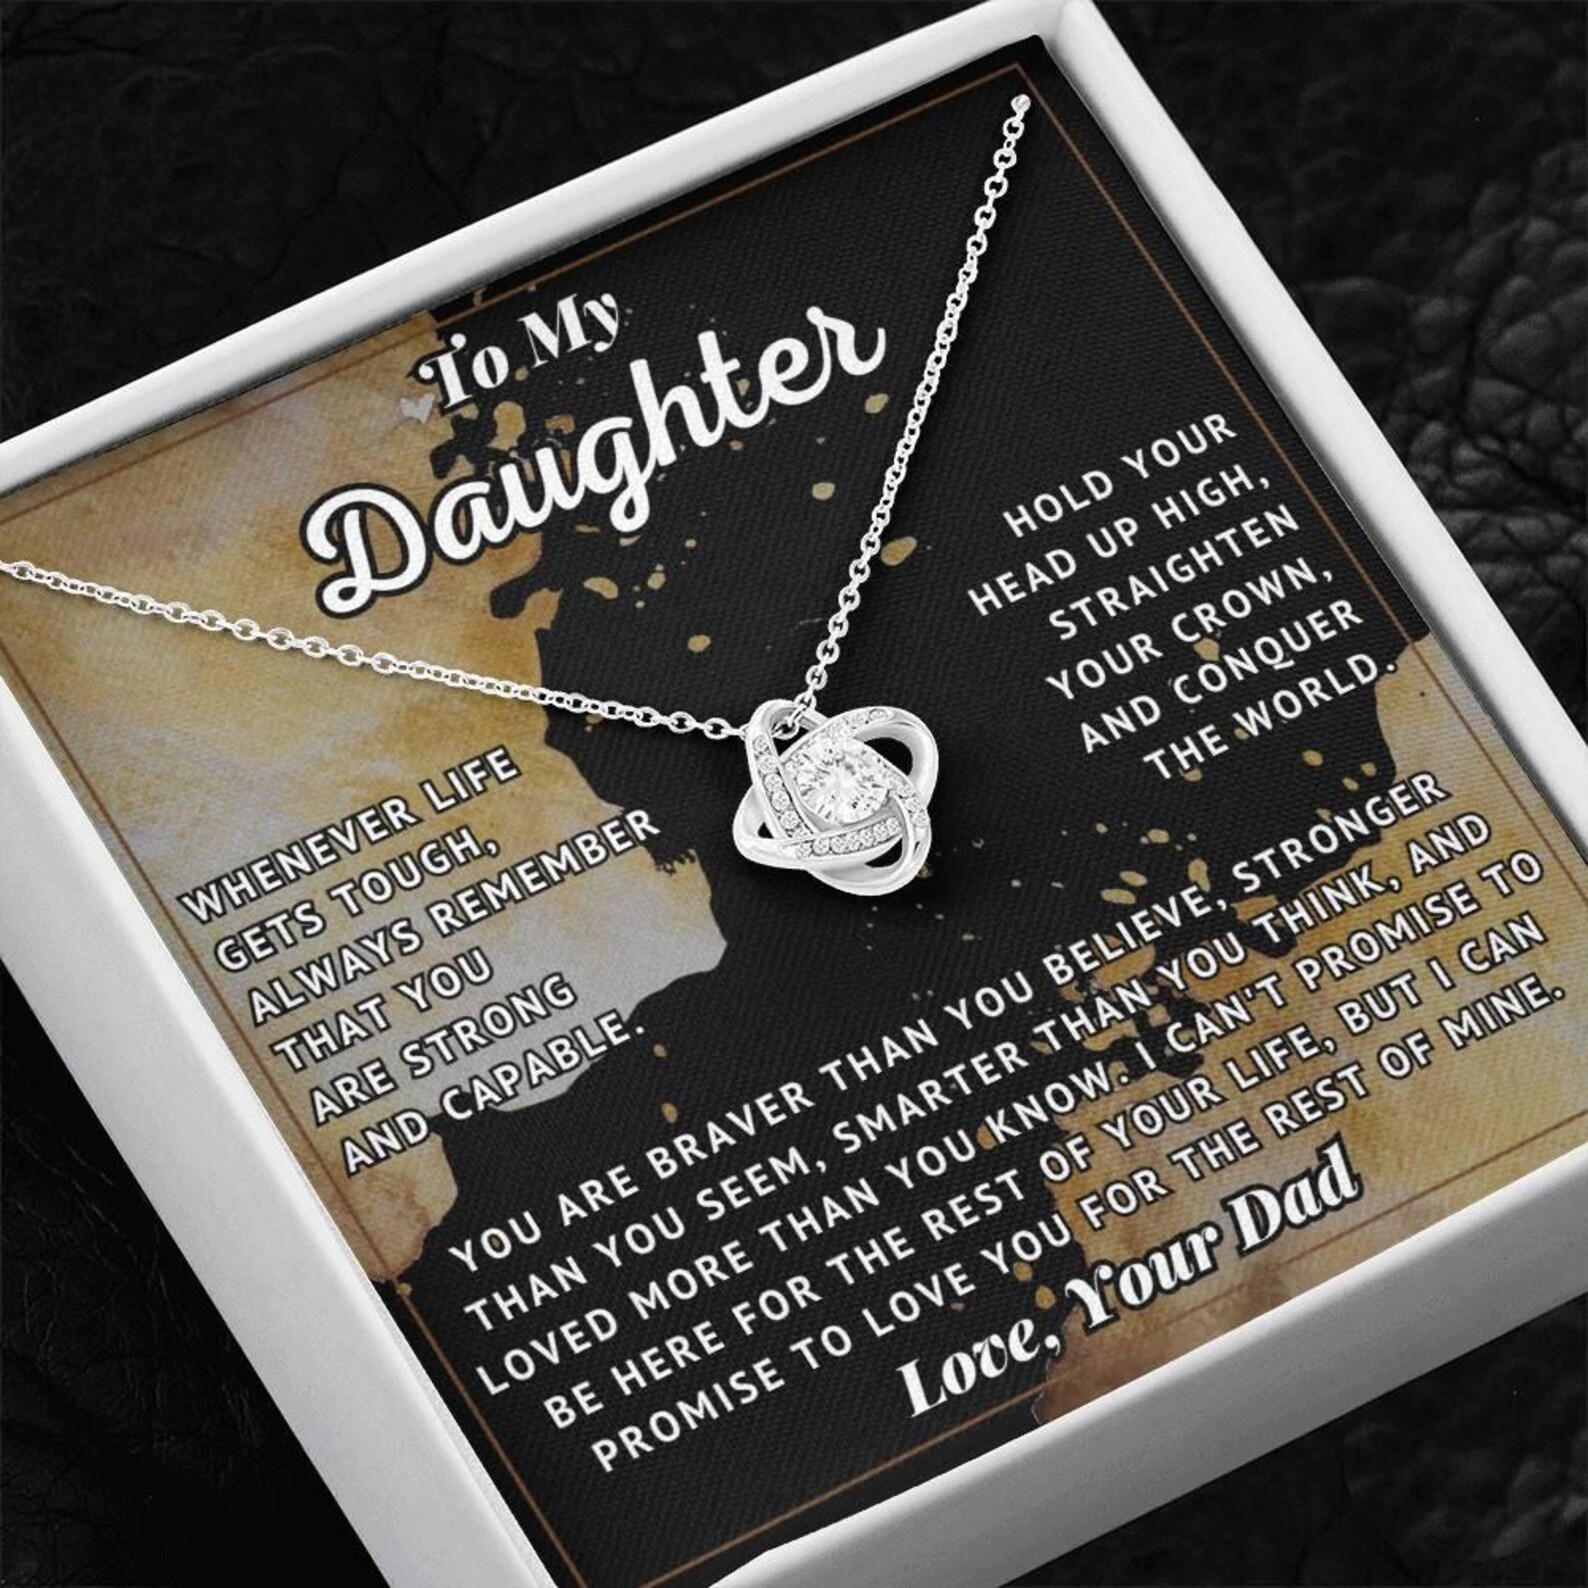 To My
Daughter
HOLD YOUR
HEAD UP HIGH,
STRAIGHTEN
YOUR CROWN,
AND CONQUER
THE WORLD.
WHENEVER LIFE
GETS TOUGH,
ALWAYS REMEMBER
THAT YOU
ARE STRONG
AND CAPABLE.
YOU ARE BRAVER THAN YOU BELIEVE, STRONGER
THAN YOU SEEM, SMARTER THAN YOU THINK, AND
LOVED MORE THAN YOU KNOW. I CAN'T PROMISE TO
BE HERE FOR THE REST OF YOUR LIFE, BUT I CAN
PROMISE TO LOVE YOU FOR THE REST OF MINE.
Love, Your Dad